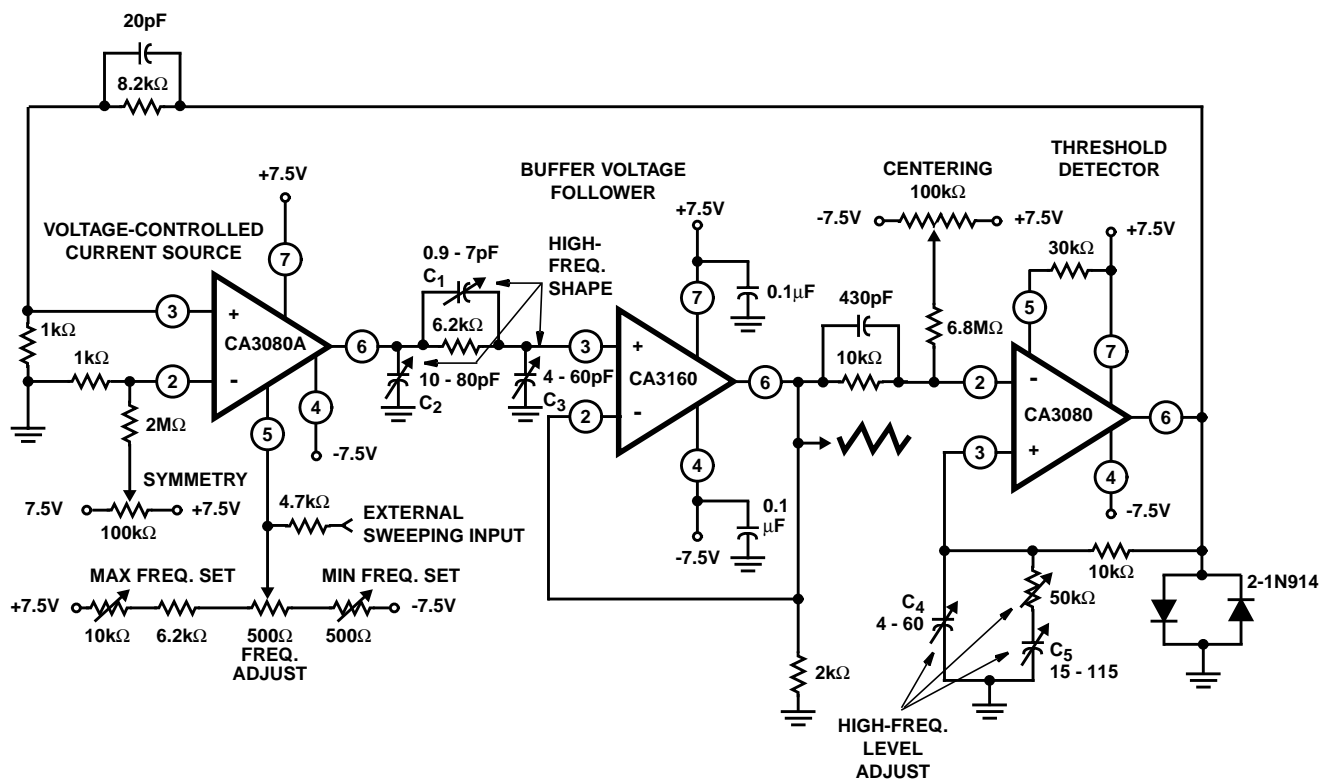 20pF
8.2kΩ
+7.5V
VOLTAGE-CONTROLLED
CURRENT SOURCE
7
3
+
1kΩ
1kΩ
CA3080A
6
2
-
4
5
-7.5V
2MΩ
SYMMETRY
7.5V
+7.5V
100kΩ
4.7kΩ
EXTERNAL
SWEEPING INPUT
MAX FREQ. SET
MIN FREQ. SET
+7.5V
-7.5V
10kΩ
6.2kΩ
500Ω
FREQ.
ADJUST
500Ω
0.9 - 7pF
C1
HIGH-
FREQ.
SHAPE
6.2kΩ
10 - 80pF
C2
4 - 60pF
C3
BUFFER VOLTAGE
FOLLOWER
+7.5V
7
0.1µF
3
+
CA3160
6
2
-
4
0.1
µF
-7.5V
2kΩ
430pF
10kΩ
CENTERING
100kΩ
-7.5V
+7.5V
6.8MΩ
THRESHOLD
DETECTOR
+7.5V
30kΩ
5
7
2
-
CA3080
6
3
+
4
-7.5V
10kΩ
2-1N914
C4
4 - 60
50kΩ
C5
15 - 115
HIGH-FREQ.
LEVEL
ADJUST